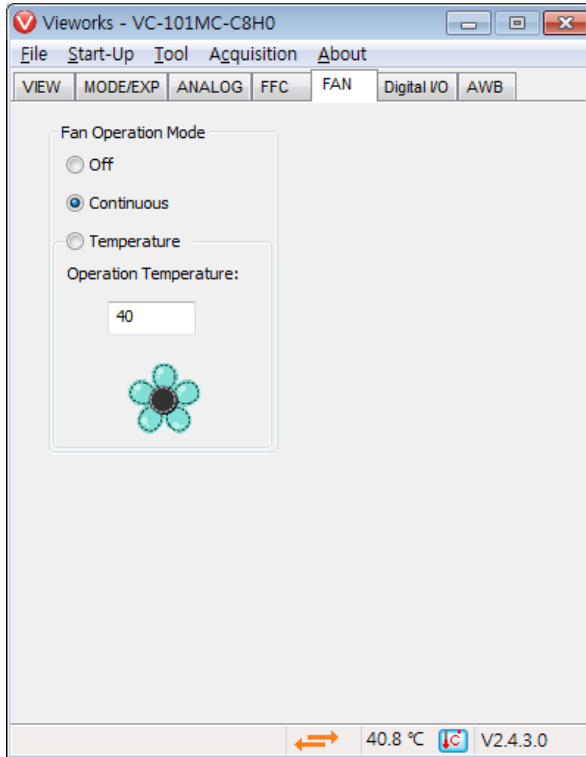 Vieworks - VC-101MC-C8H0
File Start-Up Tool Acquisition About
VIEW MODE/EXP ANALOG FFC FAN Digital I/O AWB
Fan Operation Mode
Off
Continuous
Temperature
Operation Temperature:
40
40.8 ℃ C V2.4.3.0